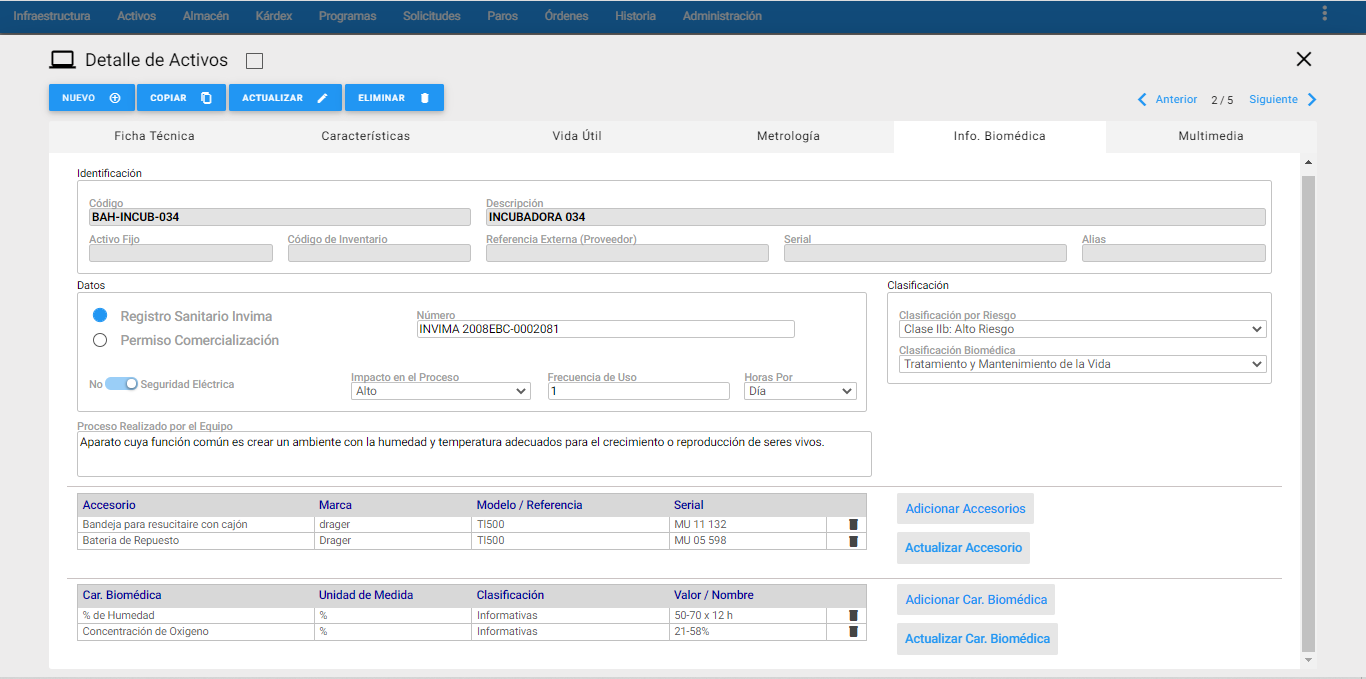 Infraestructura Activos Almacén Kárdex Programas Solicitudes Paros Órdenes Historia Administración
Detalle de Activos
NUEVO COPIAR ACTUALIZAR ELIMINAR
Anterior 2 / 5 Siguiente
Ficha Técnica Características Vida Útil Metrología Info. Biomédica Multimedia
Identificación
Código Descripción
BAH-INCUB-034 INCUBADORA 034
Activo Fijo Código de Inventario Referencia Externa (Proveedor) Serial Alias
Datos Clasificación
Registro Sanitario Invima
Permiso Comercialización
Número
INVIMA 2008EBC-0002081
No Seguridad Eléctrica
Impacto en el Proceso Frecuencia de Uso Horas Por
Alto 1 Día
Clasificación por Riesgo
Clase IIb: Alto Riesgo
Clasificación Biomédica
Tratamiento y Mantenimiento de la Vida
Proceso Realizado por el Equipo
Aparato cuya función común es crear un ambiente con la humedad y temperatura adecuados para el crecimiento o reproducción de seres vivos.
Accesorio Marca Modelo / Referencia Serial
Bandeja para resucitaire con cajón drager TI500 MU 11 132
Bateria de Repuesto Drager TI500 MU 05 598
Adicionar Accesorios
Actualizar Accesorio
Car. Biomédica Unidad de Medida Clasificación Valor / Nombre
% de Humedad % Informativas 50-70 x 12 h
Concentración de Oxigeno % Informativas 21-58%
Adicionar Car. Biomédica
Actualizar Car. Biomédica